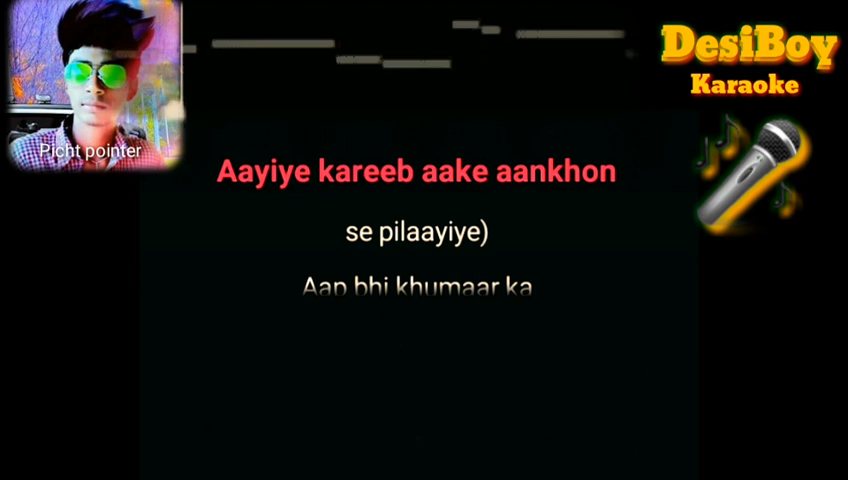 DesiBoy
Karaoke
Picht pointer
Aayiye kareeb aake aankhon
se pilaayiye)
Aap bhi khumaar ka